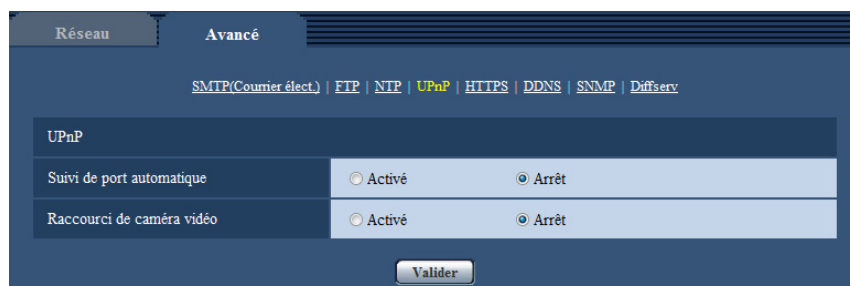 Réseau Avancé
SMTP(Courrier élect.) | FTP | NTP | UPnP | HTTPS | DDNS | SNMP | Diffserv
UPnP
Suivi de port automatique Activé Arrêt
Raccourci de caméra vidéo Activé Arrêt
Valider